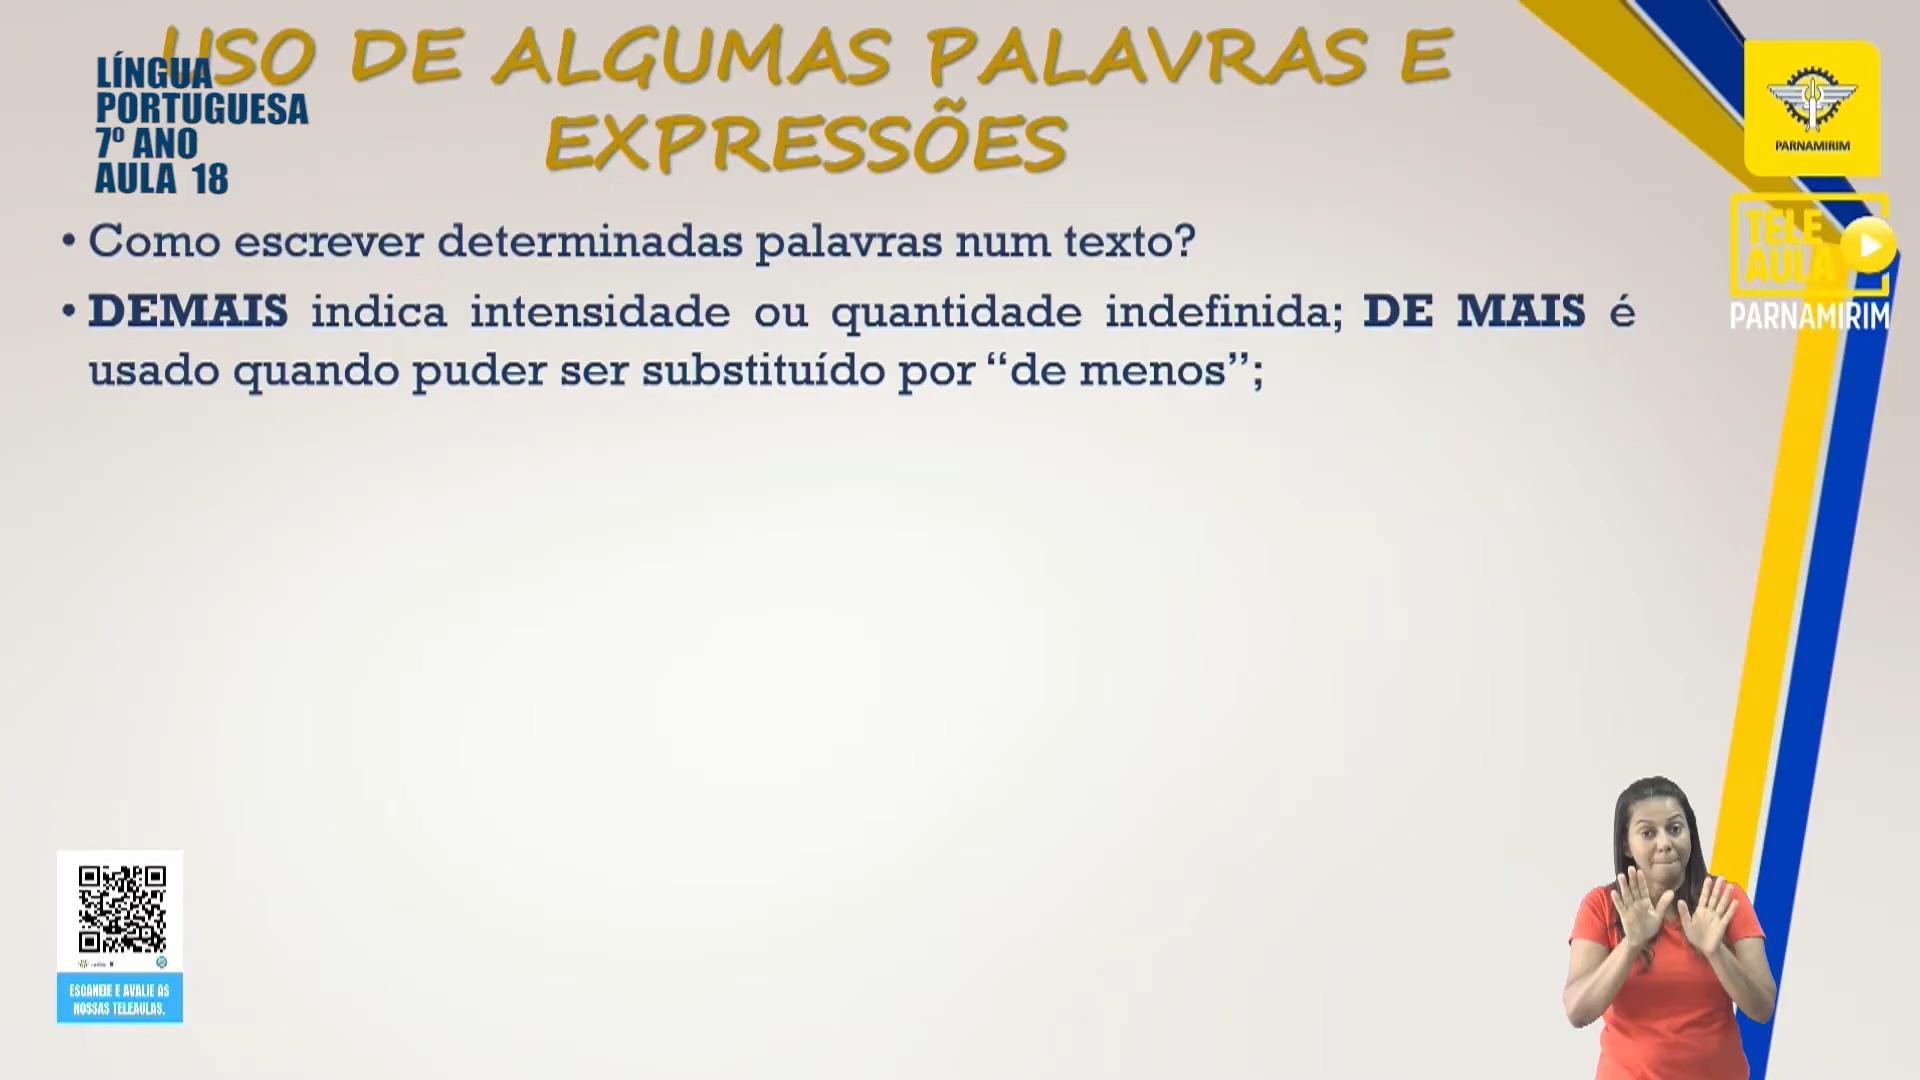 USO DE ALGUMAS PALAVRAS E
EXPRESSÕES
LÍNGUA
PORTUGUESA
7º ANO
AULA 18
PARNAMIRIM
TELE
AULA
PARNAMIRIM
• Como escrever determinadas palavras num texto?
• DEMAIS indica intensidade ou quantidade indefinida; DE MAIS é
usado quando puder ser substituído por “de menos”;
ESCANEIE E AVALIE AS
NOSSAS TELEAULAS.